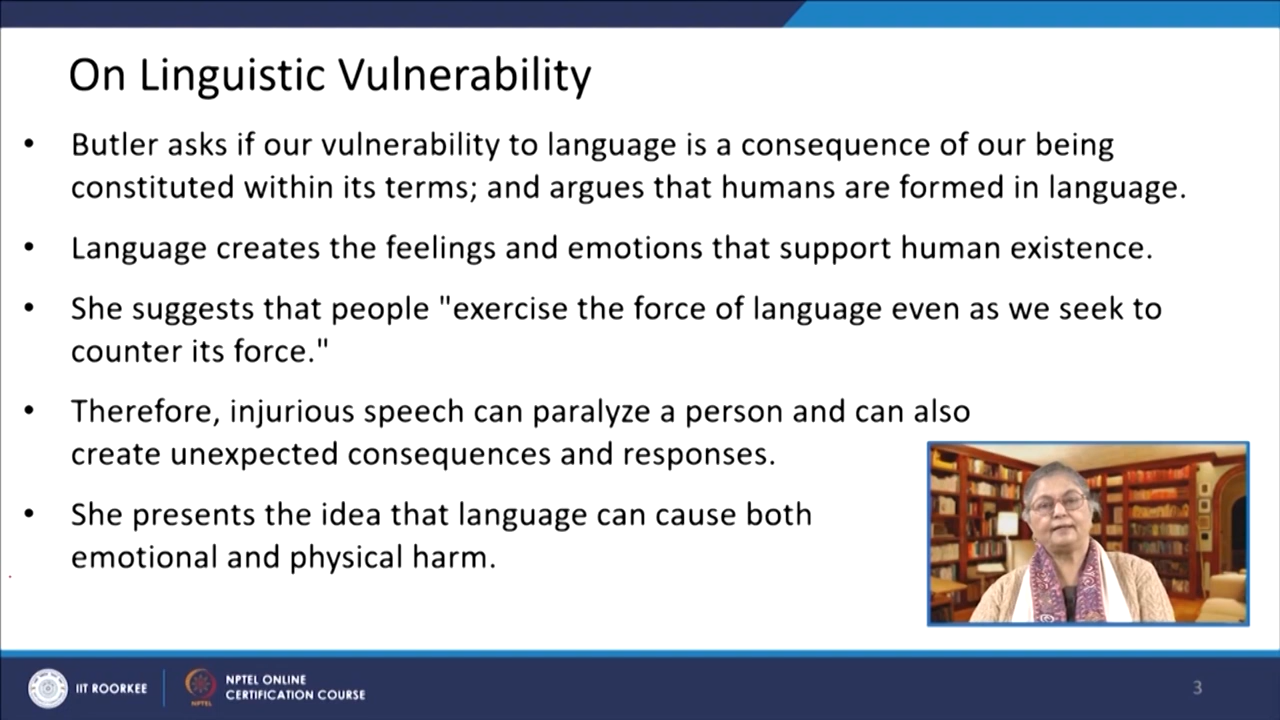 On Linguistic Vulnerability
• Butler asks if our vulnerability to language is a consequence of our being
constituted within its terms; and argues that humans are formed in language.
• Language creates the feelings and emotions that support human existence.
• She suggests that people "exercise the force of language even as we seek to
counter its force."
• Therefore, injurious speech can paralyze a person and can also
create unexpected consequences and responses.
• She presents the idea that language can cause both
emotional and physical harm.
IIT ROORKEE
NPTEL
NPTEL ONLINE
CERTIFICATION COURSE
3